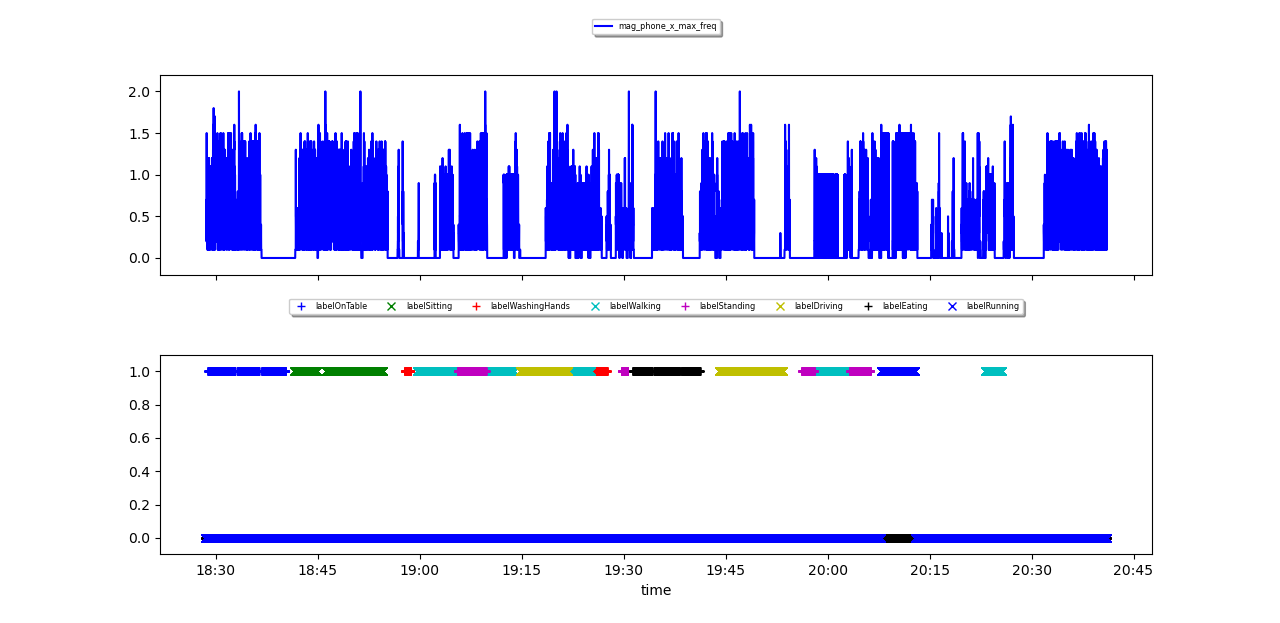 mag_phone_x_max_freq
2.0
1.5
1.0
0.5
0.0
labelOnTable labelSitting labelWashingHands labelWalking labelStanding labelDriving labelEating labelRunning
1.0
0.8
0.6
0.4
0.2
0.0
18:30 18:45 19:00 19:15 19:30 19:45 20:00 20:15 20:30 20:45
time